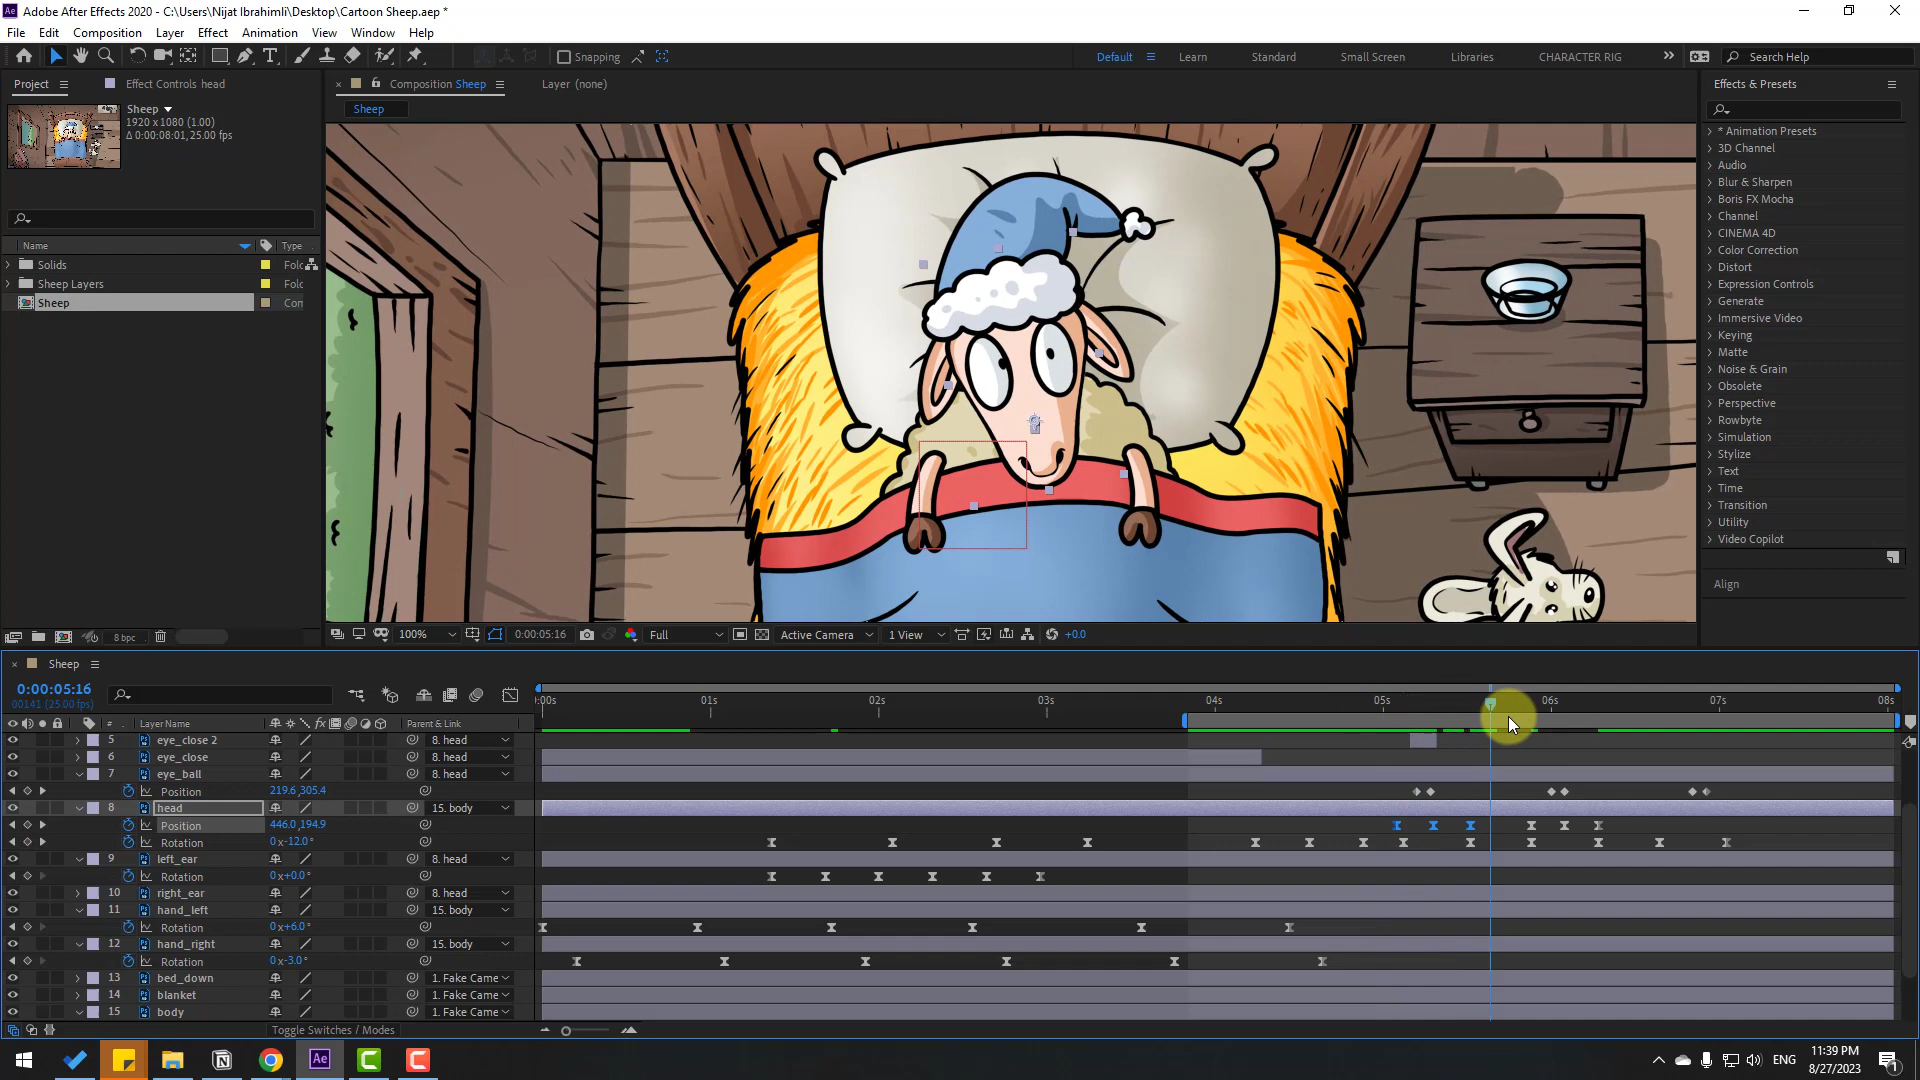 Adobe After Effects 2020 - C:\Users\Nijat Ibrahimli\Desktop\Cartoon Sheep.aep *
File Edit Composition Layer Effect Animation View Window Help
Snapping
Default Learn Standard Small Screen Libraries CHARACTER RIG Search Help
Project Effect Controls head
Composition Sheep Layer (none)
Effects & Presets
Sheep
1920 x 1080 (1.00)
Δ 0:00:08:01, 25.00 fps
Sheep
* Animation Presets
3D Channel
Audio
Blur & Sharpen
Boris FX Mocha
Channel
CINEMA 4D
Color Correction
Distort
Expression Controls
Generate
Immersive Video
Keying
Matte
Noise & Grain
Obsolete
Perspective
Rowbyte
Simulation
Stylize
Text
Time
Transition
Utility
Video Copilot
Align
Name Type
Solids Folc
Sheep Layers Folc
Sheep Con
8 bpc
100% 0:00:05:16 Full Active Camera 1 View +0.0
Sheep
0:00:05:16
00141 (25.00 fps)
:00s 01s 02s 03s 04s 05s 06s 07s 08s
# Layer Name Parent & Link
5 eye_close 2 8. head
6 eye_close 8. head
7 eye_ball 8. head
Position 219.6,305.4
8 head 15. body
Position 446.0,194.9
Rotation 0x-12.0°
9 left_ear 8. head
Rotation 0x+0.0°
10 right_ear 8. head
11 hand_left 15. body
Rotation 0x+6.0°
12 hand_right 15. body
Rotation 0x-3.0°
13 bed_down 1. Fake Came
14 blanket 1. Fake Came
15 body 1. Fake Came
Toggle Switches / Modes
ENG
11:39 PM
8/27/2023
1